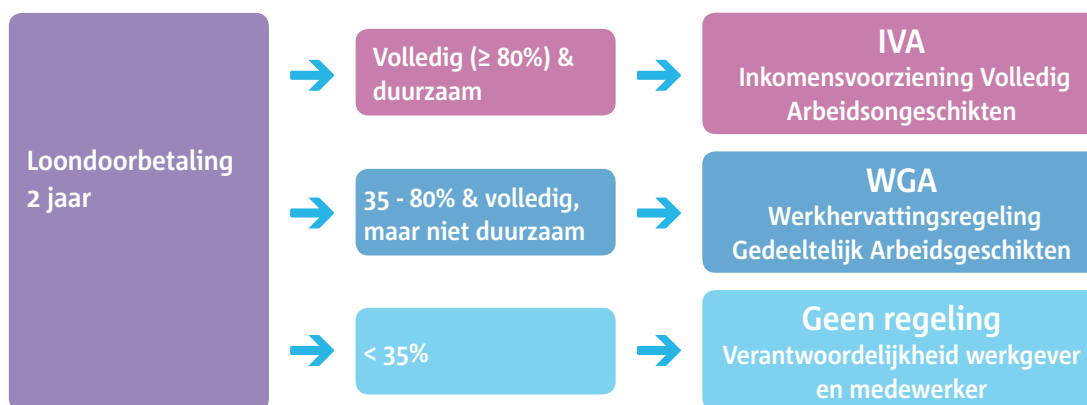 Loondoorbetaling
2 jaar
Volledig (≥ 80%) &
duurzaam
IVA
Inkomensvoorziening Volledig
Arbeidsongeschikten
35 - 80% & volledig,
maar niet duurzaam
WGA
Werkhervattingsregeling
Gedeeltelijk Arbeidsgeschikten
< 35%
Geen regeling
Verantwoordelijkheid werkgever
en medewerker